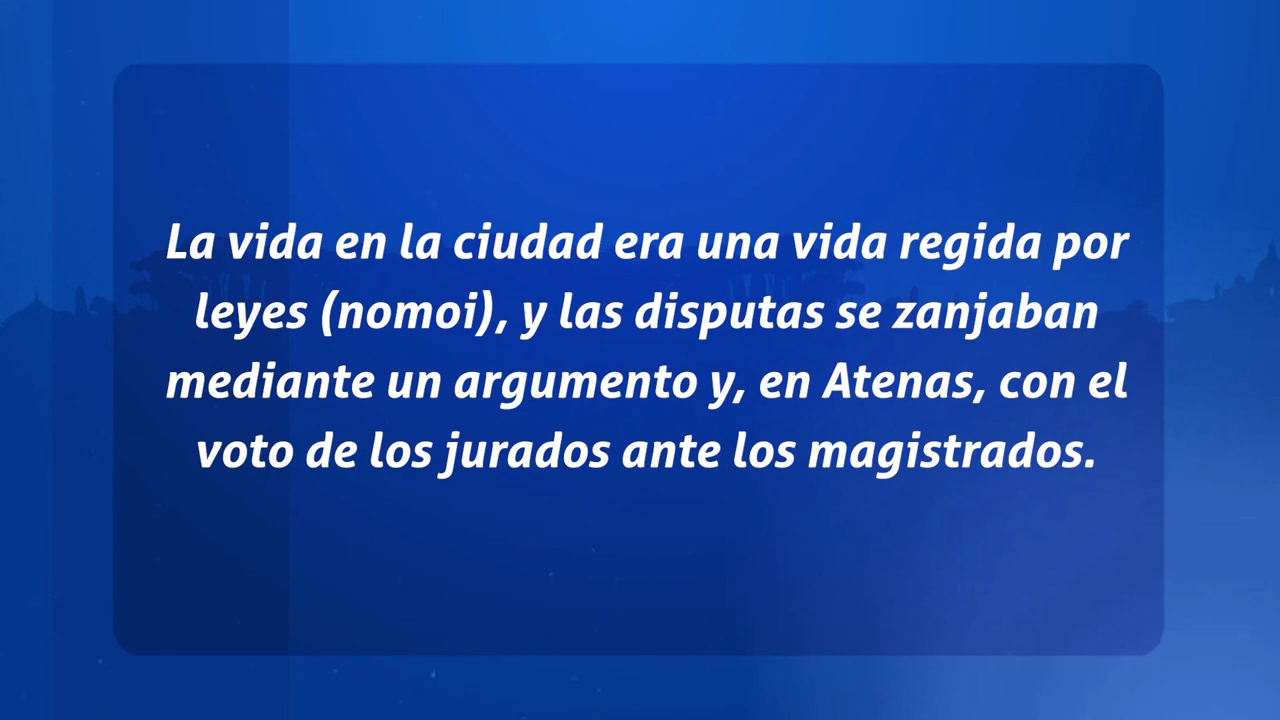 La vida en la ciudad era una vida regida por
leyes (nomoi), y las disputas se zanjaban
mediante un argumento y, en Atenas, con el
voto de los jurados ante los magistrados.